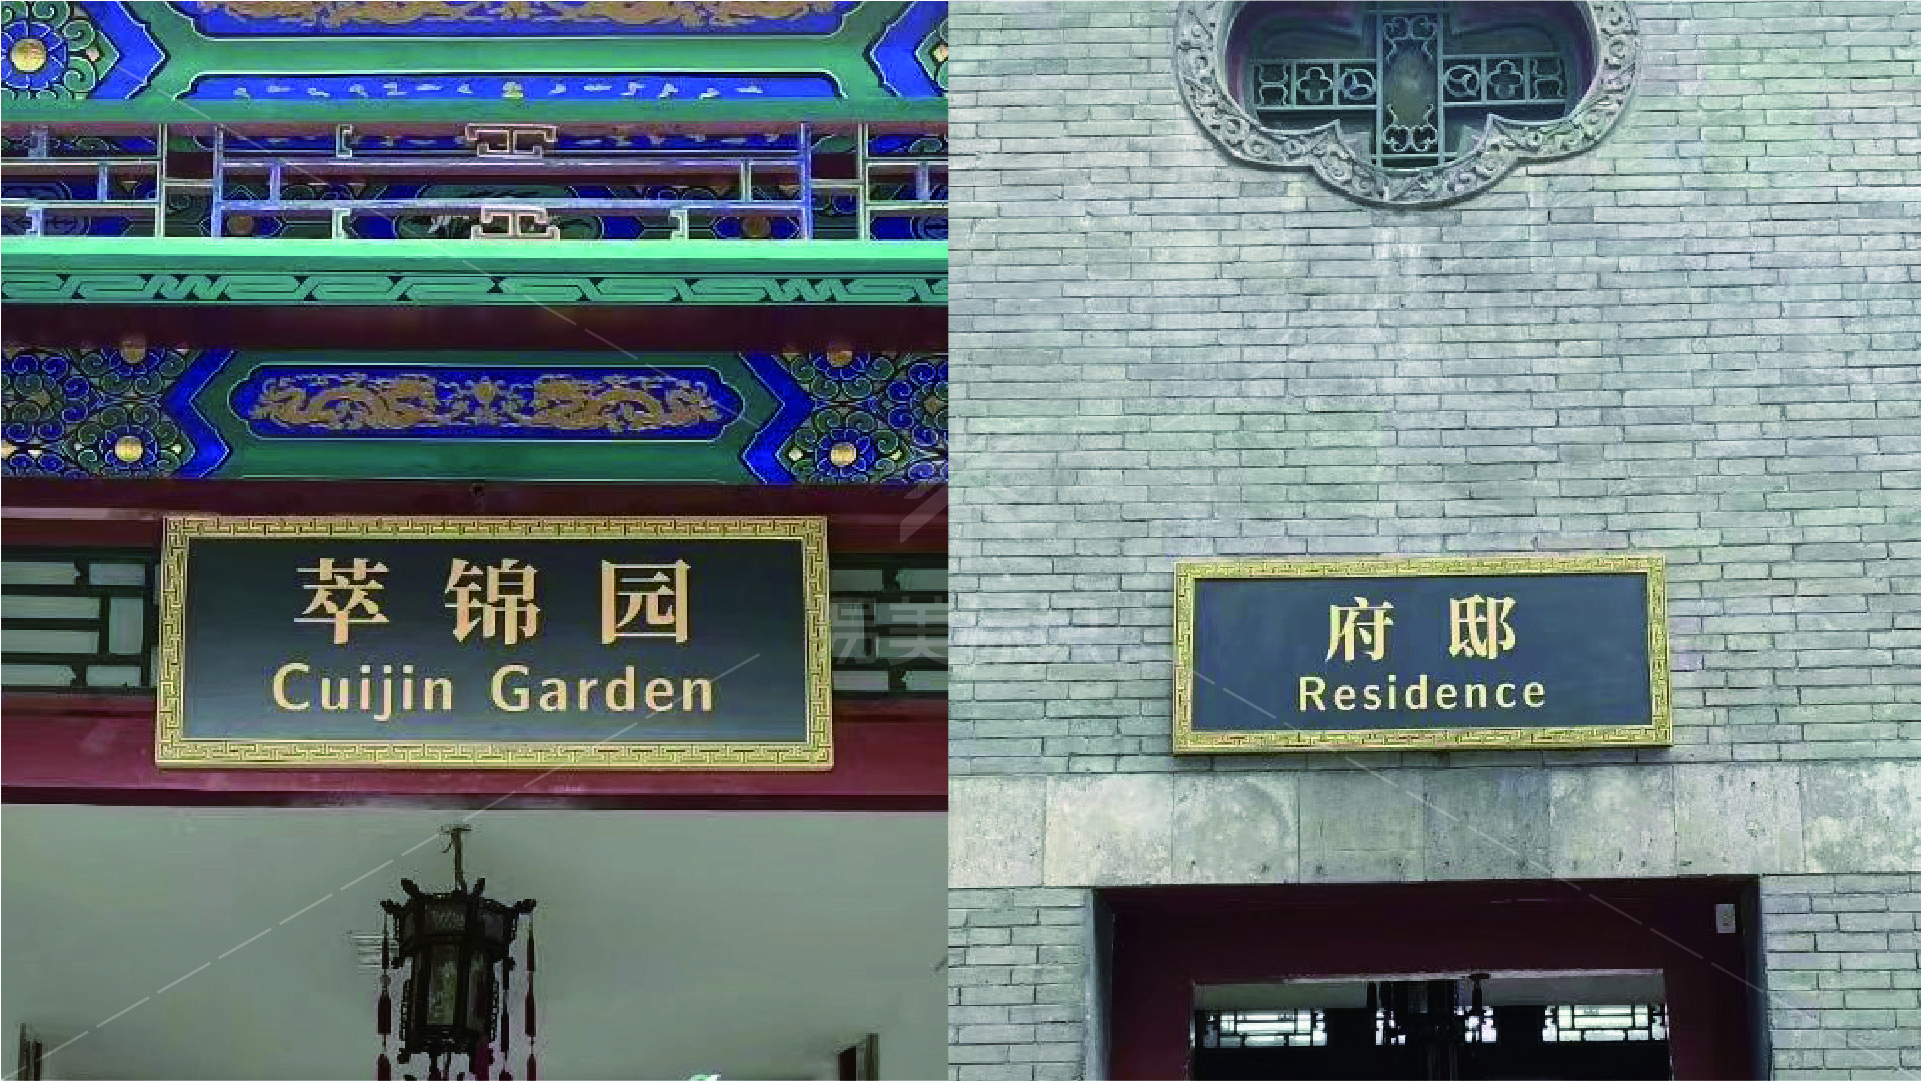 萃锦园
Cuijin Garden
府邸
Residence